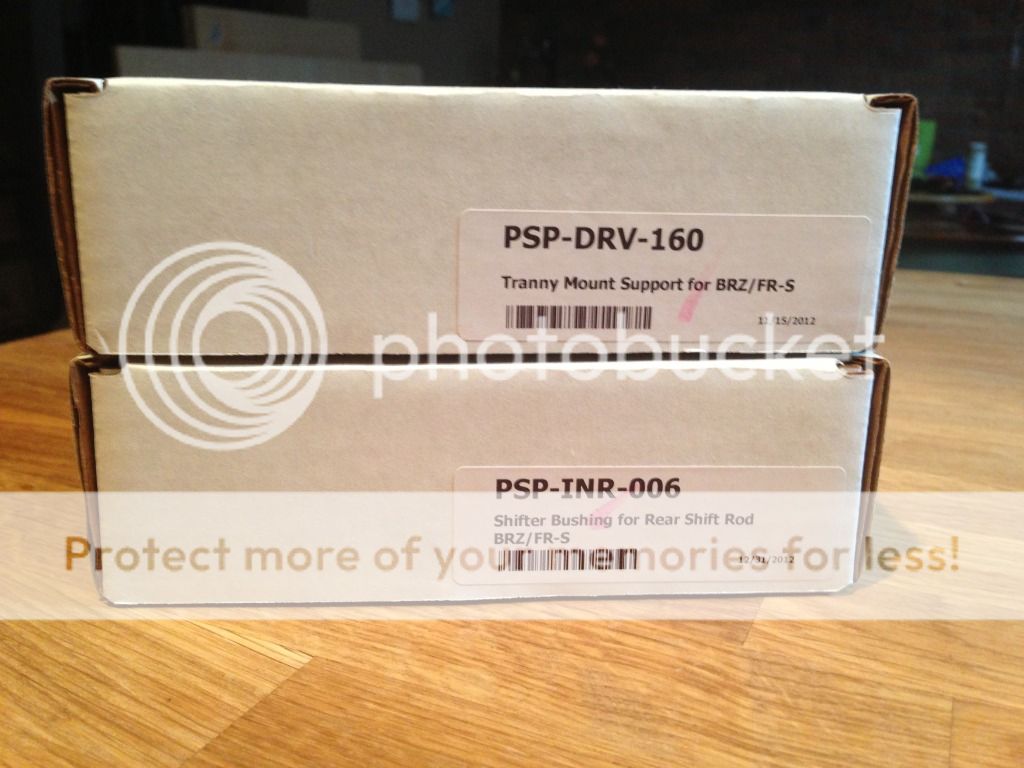 PSP-DRV-160
Tranny Mount Support for BRZ/FR-S
12/15/2012
photobucket
PSP-INR-006
Shifter Bushing for Rear Shift Rod
BRZ/FR-S
12/31/2012
Protect more of your memories for less!